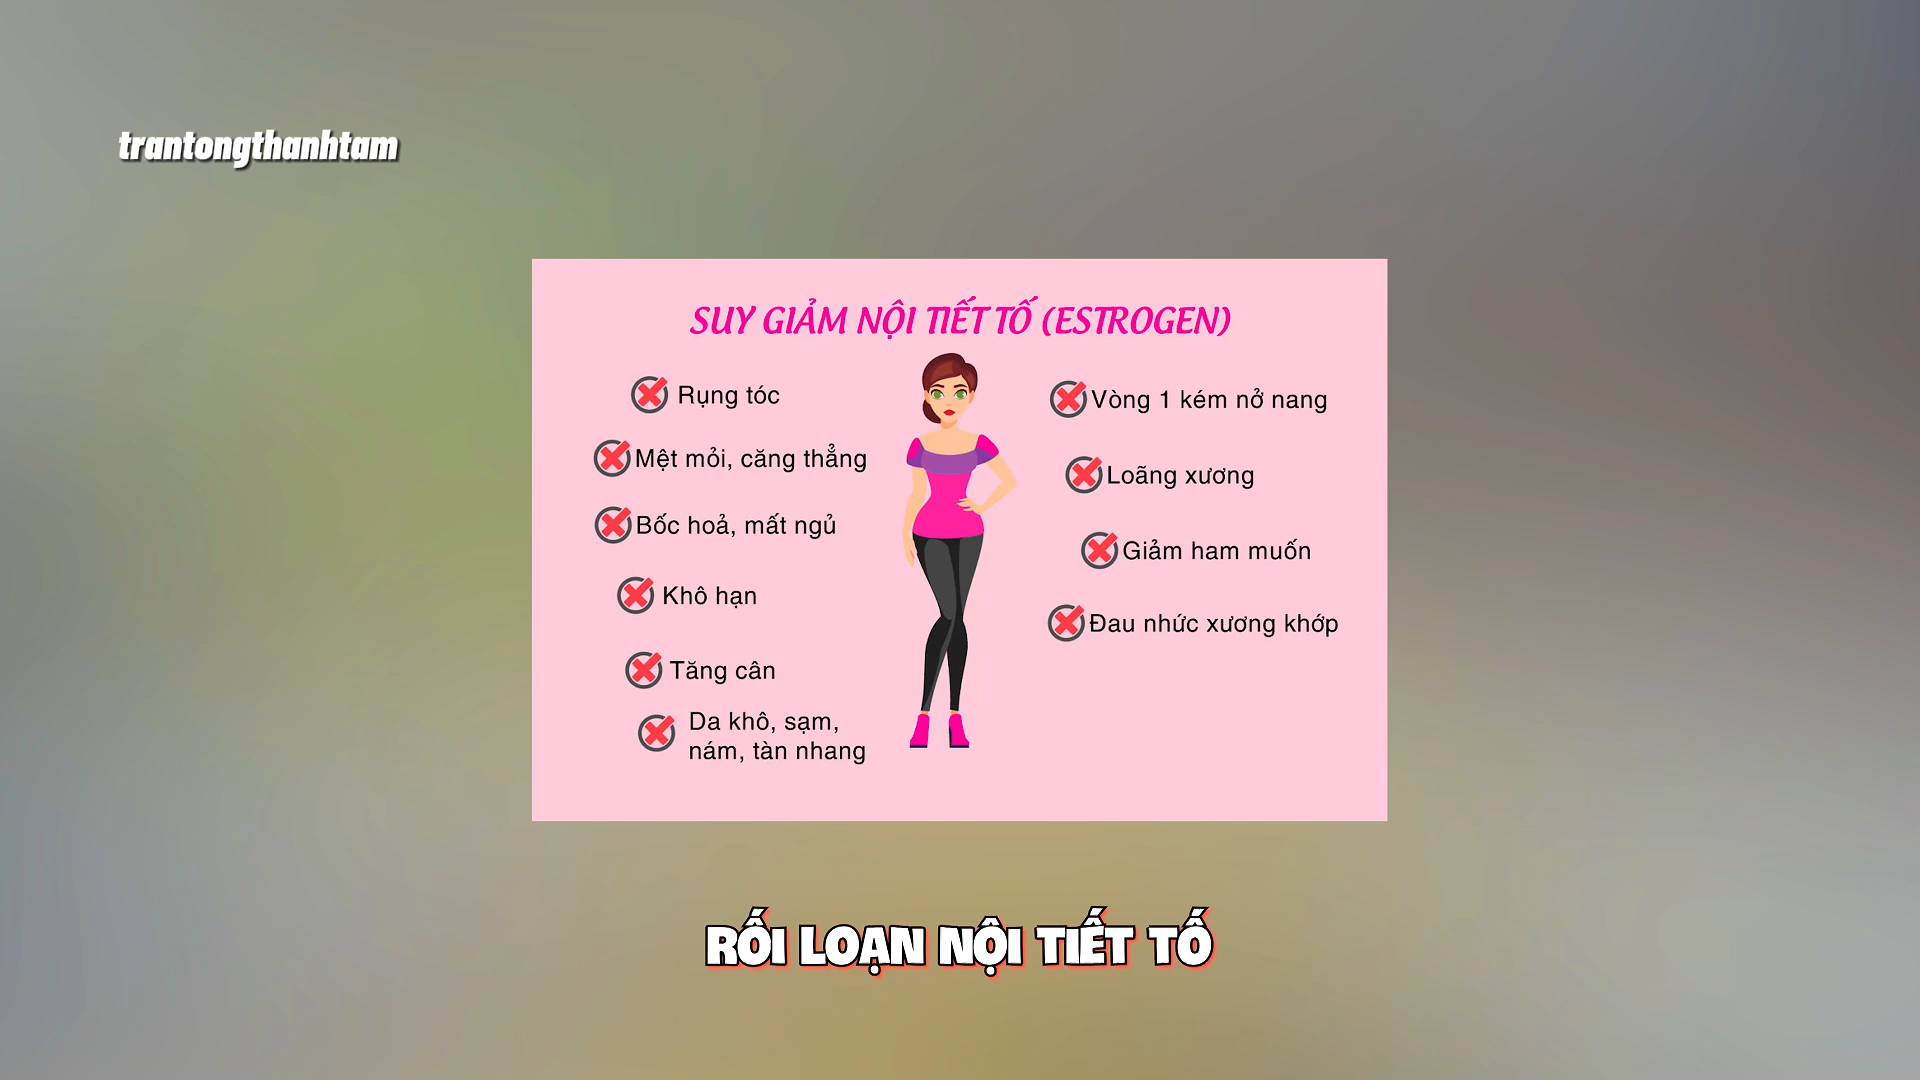 trantongthanhtam
SUY GIẢM NỘI TIẾT TỐ (ESTROGEN)
Rụng tóc
Mệt mỏi, căng thẳng
Bốc hoả, mất ngủ
Khô hạn
Tăng cân
Da khô, sạm,
nám, tàn nhang
Vòng 1 kém nở nang
Loãng xương
Giảm ham muốn
Đau nhức xương khớp
RỐI LOẠN NỘI TIẾT TỐ